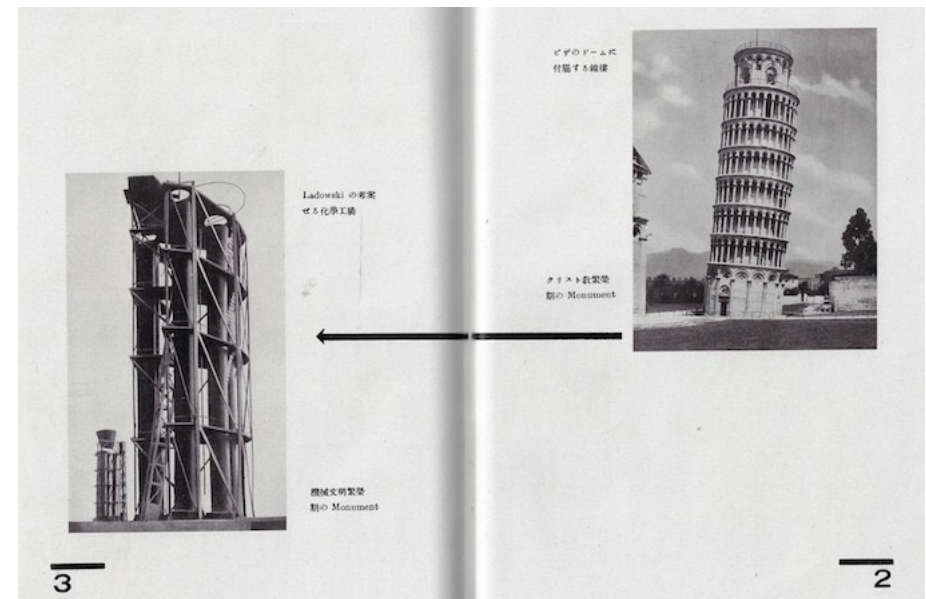 ピザのドームに
付屬する鐘樓
クリスト敎繁榮
期の Monument
2
Ladowski の考案
せる化學工場
機械文明繁榮
期の Monument
3